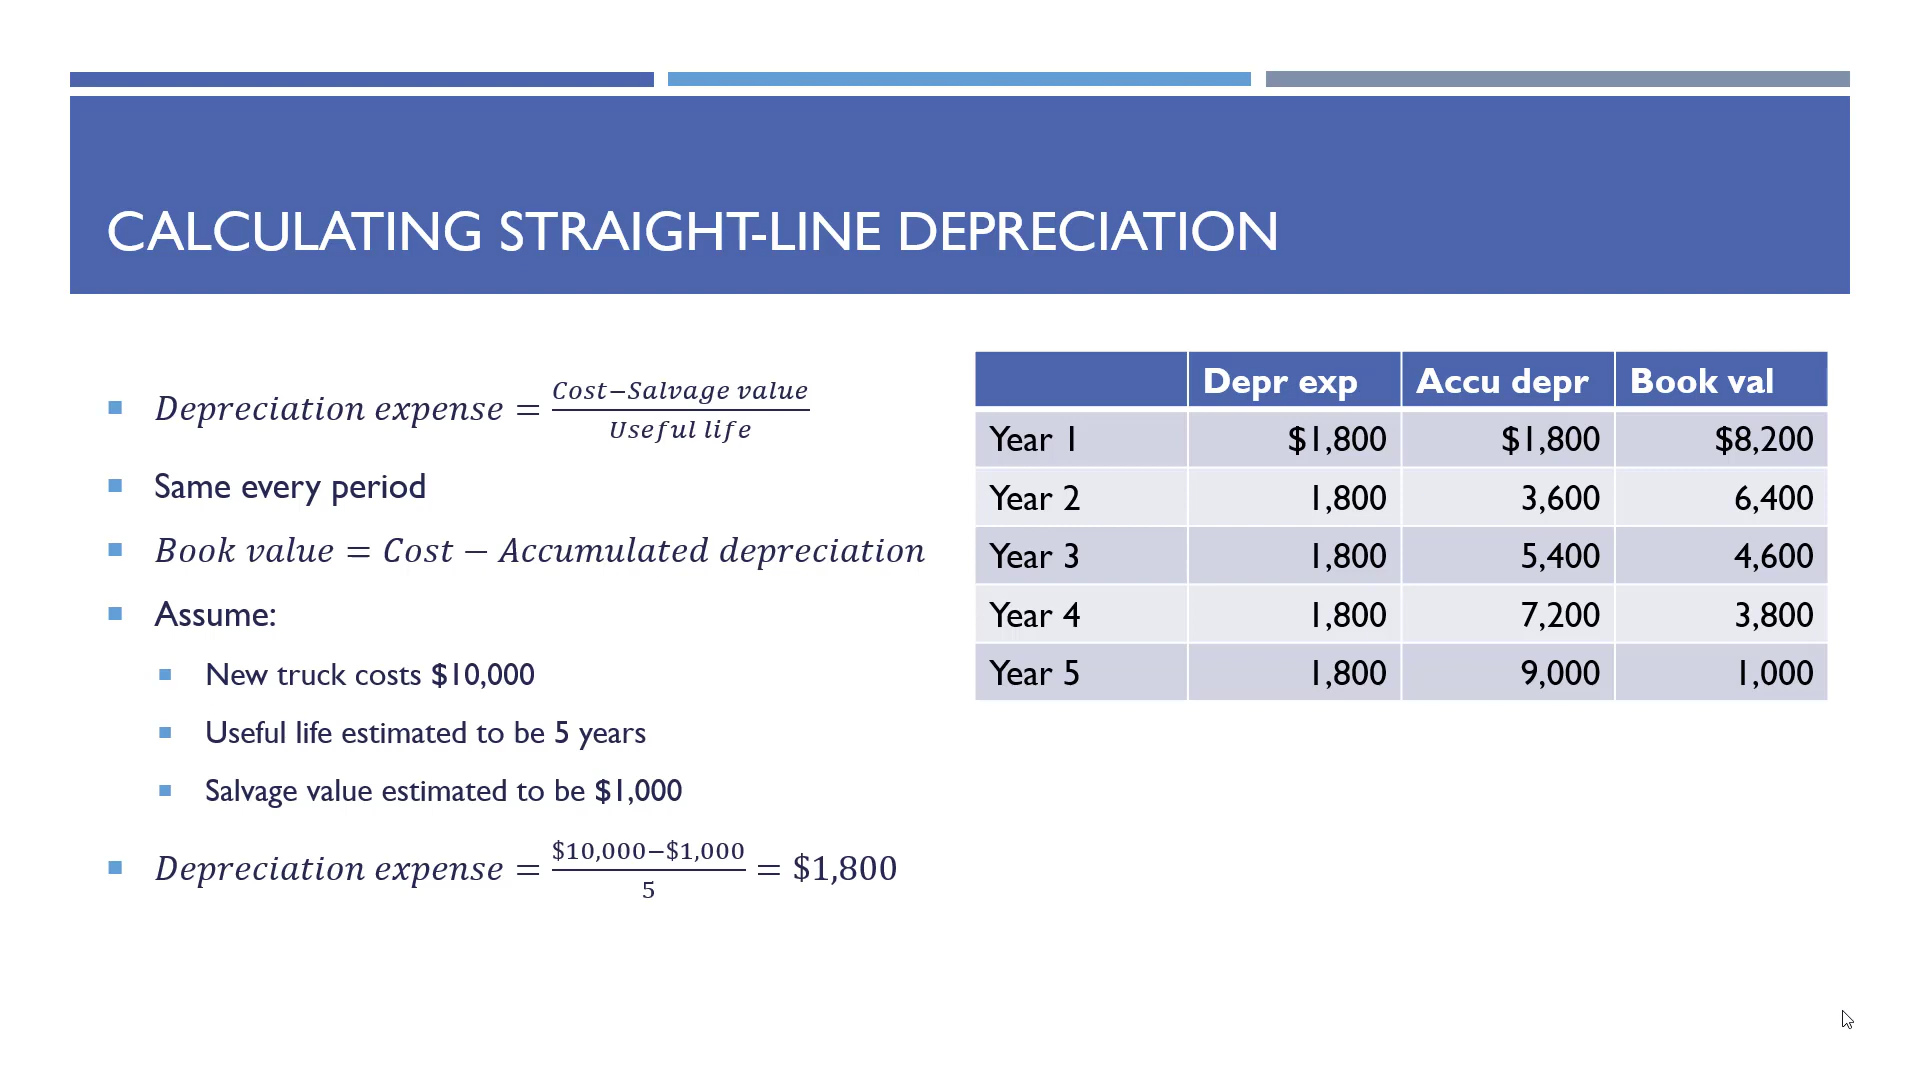 CALCULATING STRAIGHT-LINE DEPRECIATION
Depreciation expense = Cost−Salvage value / Useful life
Same every period
Book value = Cost − Accumulated depreciation
Assume:
New truck costs $10,000
Useful life estimated to be 5 years
Salvage value estimated to be $1,000
Depreciation expense = $10,000−$1,000 / 5 = $1,800
Depr exp Accu depr Book val
Year 1 $1,800 $1,800 $8,200
Year 2 1,800 3,600 6,400
Year 3 1,800 5,400 4,600
Year 4 1,800 7,200 3,800
Year 5 1,800 9,000 1,000